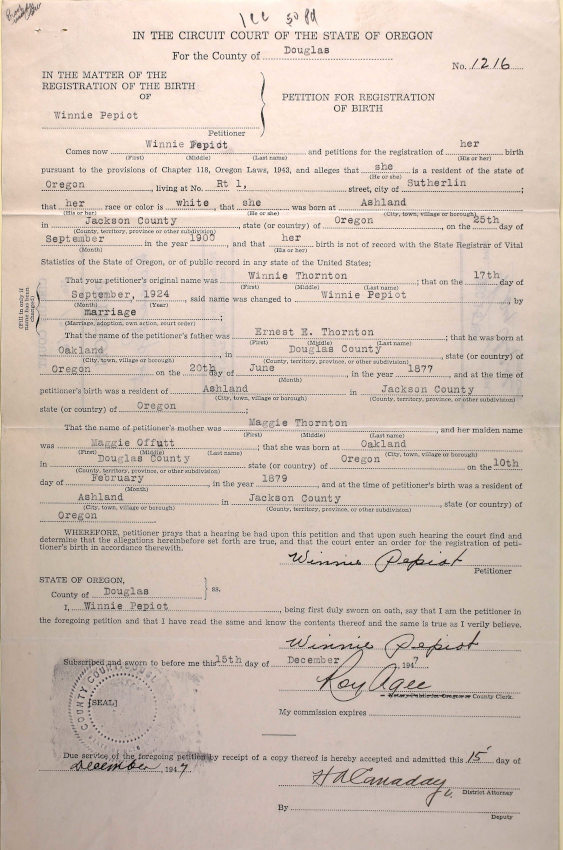 50 Pd
IN THE CIRCUIT COURT OF THE STATE OF OREGON
For the County of Douglas
No. 1216
IN THE MATTER OF THE
REGISTRATION OF THE BIRTH
OF
Winnie Pepiot
Petitioner
PETITION FOR REGISTRATION
OF BIRTH
Comes now Winnie Pepiot and petitions for the registration of her birth
(First) (Middle) (Last name) (His or her)
pursuant to the provisions of Chapter 118, Oregon Laws, 1943, and alleges that she is a resident of the state of
(He or she)
Oregon, living at No. Rt 1, street, city of Sutherlin;
that her race or color is white, that she was born at Ashland
(His or her) (He or she) (City, town, village or borough)
in Jackson County, state (or country) of Oregon on the 25th day of
(County, territory, province or other subdivision)
September in the year 1900, and that her birth is not of record with the State Registrar of Vital
(Month) (His or her)
Statistics of the State of Oregon, or of public record in any state of the United States;
(Fill in only if name has been changed)
That your petitioner's original name was Winnie Thornton; that on the 17th day of
(First) (Middle) (Last name)
September, 1924, said name was changed to Winnie Pepiot, by
(Month) (Year) (First) (Middle) (Last name)
marriage;
(Marriage, adoption, own action, court order)
That the name of petitioner's father was Ernest E. Thornton; that he was born at
(First) (Middle) (Last name)
Oakland, in Douglas County, state (or country) of
(City, town, village or borough) (County, territory, province or other subdivision)
Oregon on the 20th day of June, in the year 1877, and at the time of
(Month)
petitioner's birth was a resident of Ashland in Jackson County
(City, town, village or borough) (County, territory, province or other subdivision)
state (or country) of Oregon;
That the name of petitioner's mother was Maggie Thornton, and her maiden name
(First) (Middle) (Last name)
was Maggie Offutt; that she was born at Oakland
(First) (Middle) (Last name) (City, town, village or borough)
in Douglas County state (or country) of Oregon on the 10th
(County, territory, province or other subdivision)
day of February, in the year 1879, and at the time of petitioner's birth was a resident of
(Month)
Ashland in Jackson County, state (or country) of
(City, town, village or borough) (County, territory, province or other subdivision)
Oregon
WHEREFORE, petitioner prays that a hearing be had upon this petition and that upon such hearing the court find and
determine that the allegations hereinbefore set forth are true, and that the court enter an order for the registration of peti-
tioner's birth in accordance therewith.
Winnie Pepiot
Petitioner
STATE OF OREGON,
County of Douglas ss.
I, Winnie Pepiot, being first duly sworn on oath, say that I am the petitioner in
the foregoing petition and that I have read the same and know the contents thereof and the same is true as I verily believe.
Winnie Pepiot
Subscribed and sworn to before me this 15th day of December, 1947
Roy Agee
Notary Public for Oregon or County Clerk.
COUNTY COURT
[SEAL]
My commission expires
Due service of the foregoing petition by receipt of a copy thereof is hereby accepted and admitted this 15 day of
December, 1947
H A Canaday
District Attorney
By
Deputy